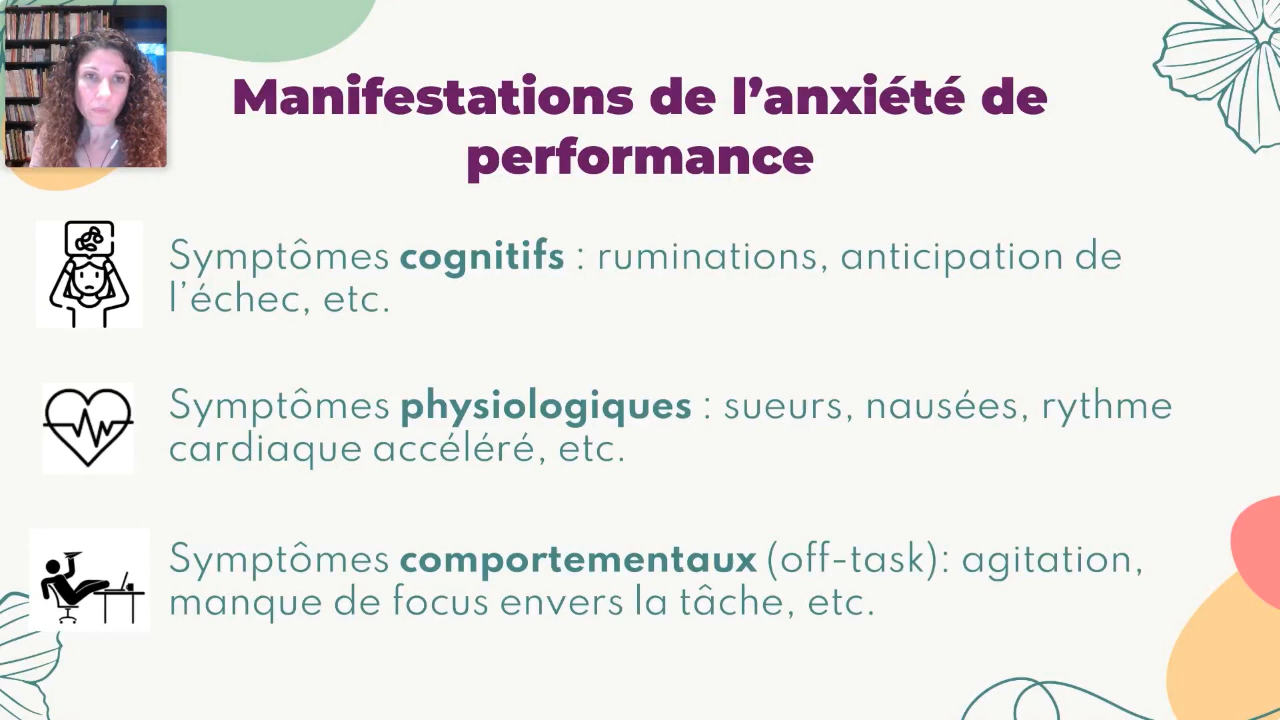 Manifestations de l’anxiété de
performance
Symptômes cognitifs : ruminations, anticipation de
l’échec, etc.
Symptômes physiologiques : sueurs, nausées, rythme
cardiaque accéléré, etc.
Symptômes comportementaux (off-task): agitation,
manque de focus envers la tâche, etc.